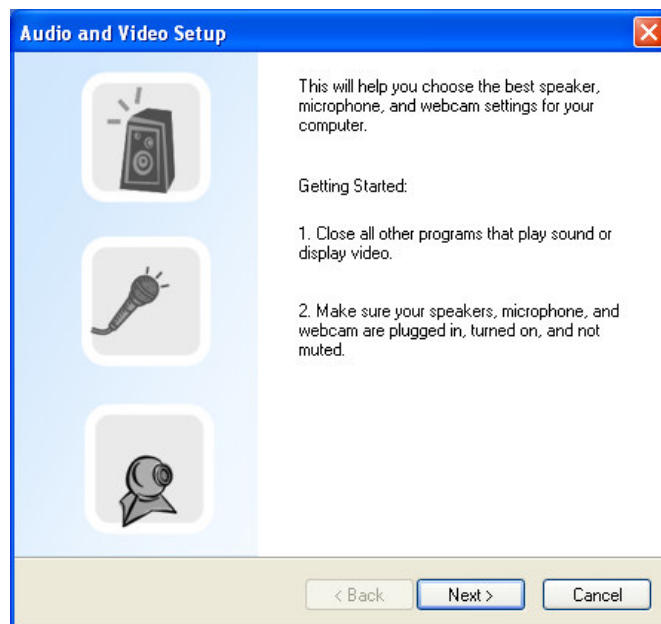 Audio and Video Setup
This will help you choose the best speaker,
microphone, and webcam settings for your
computer.
Getting Started:
1. Close all other programs that play sound or
display video.
2. Make sure your speakers, microphone, and
webcam are plugged in, turned on, and not
muted.
< Back Next > Cancel